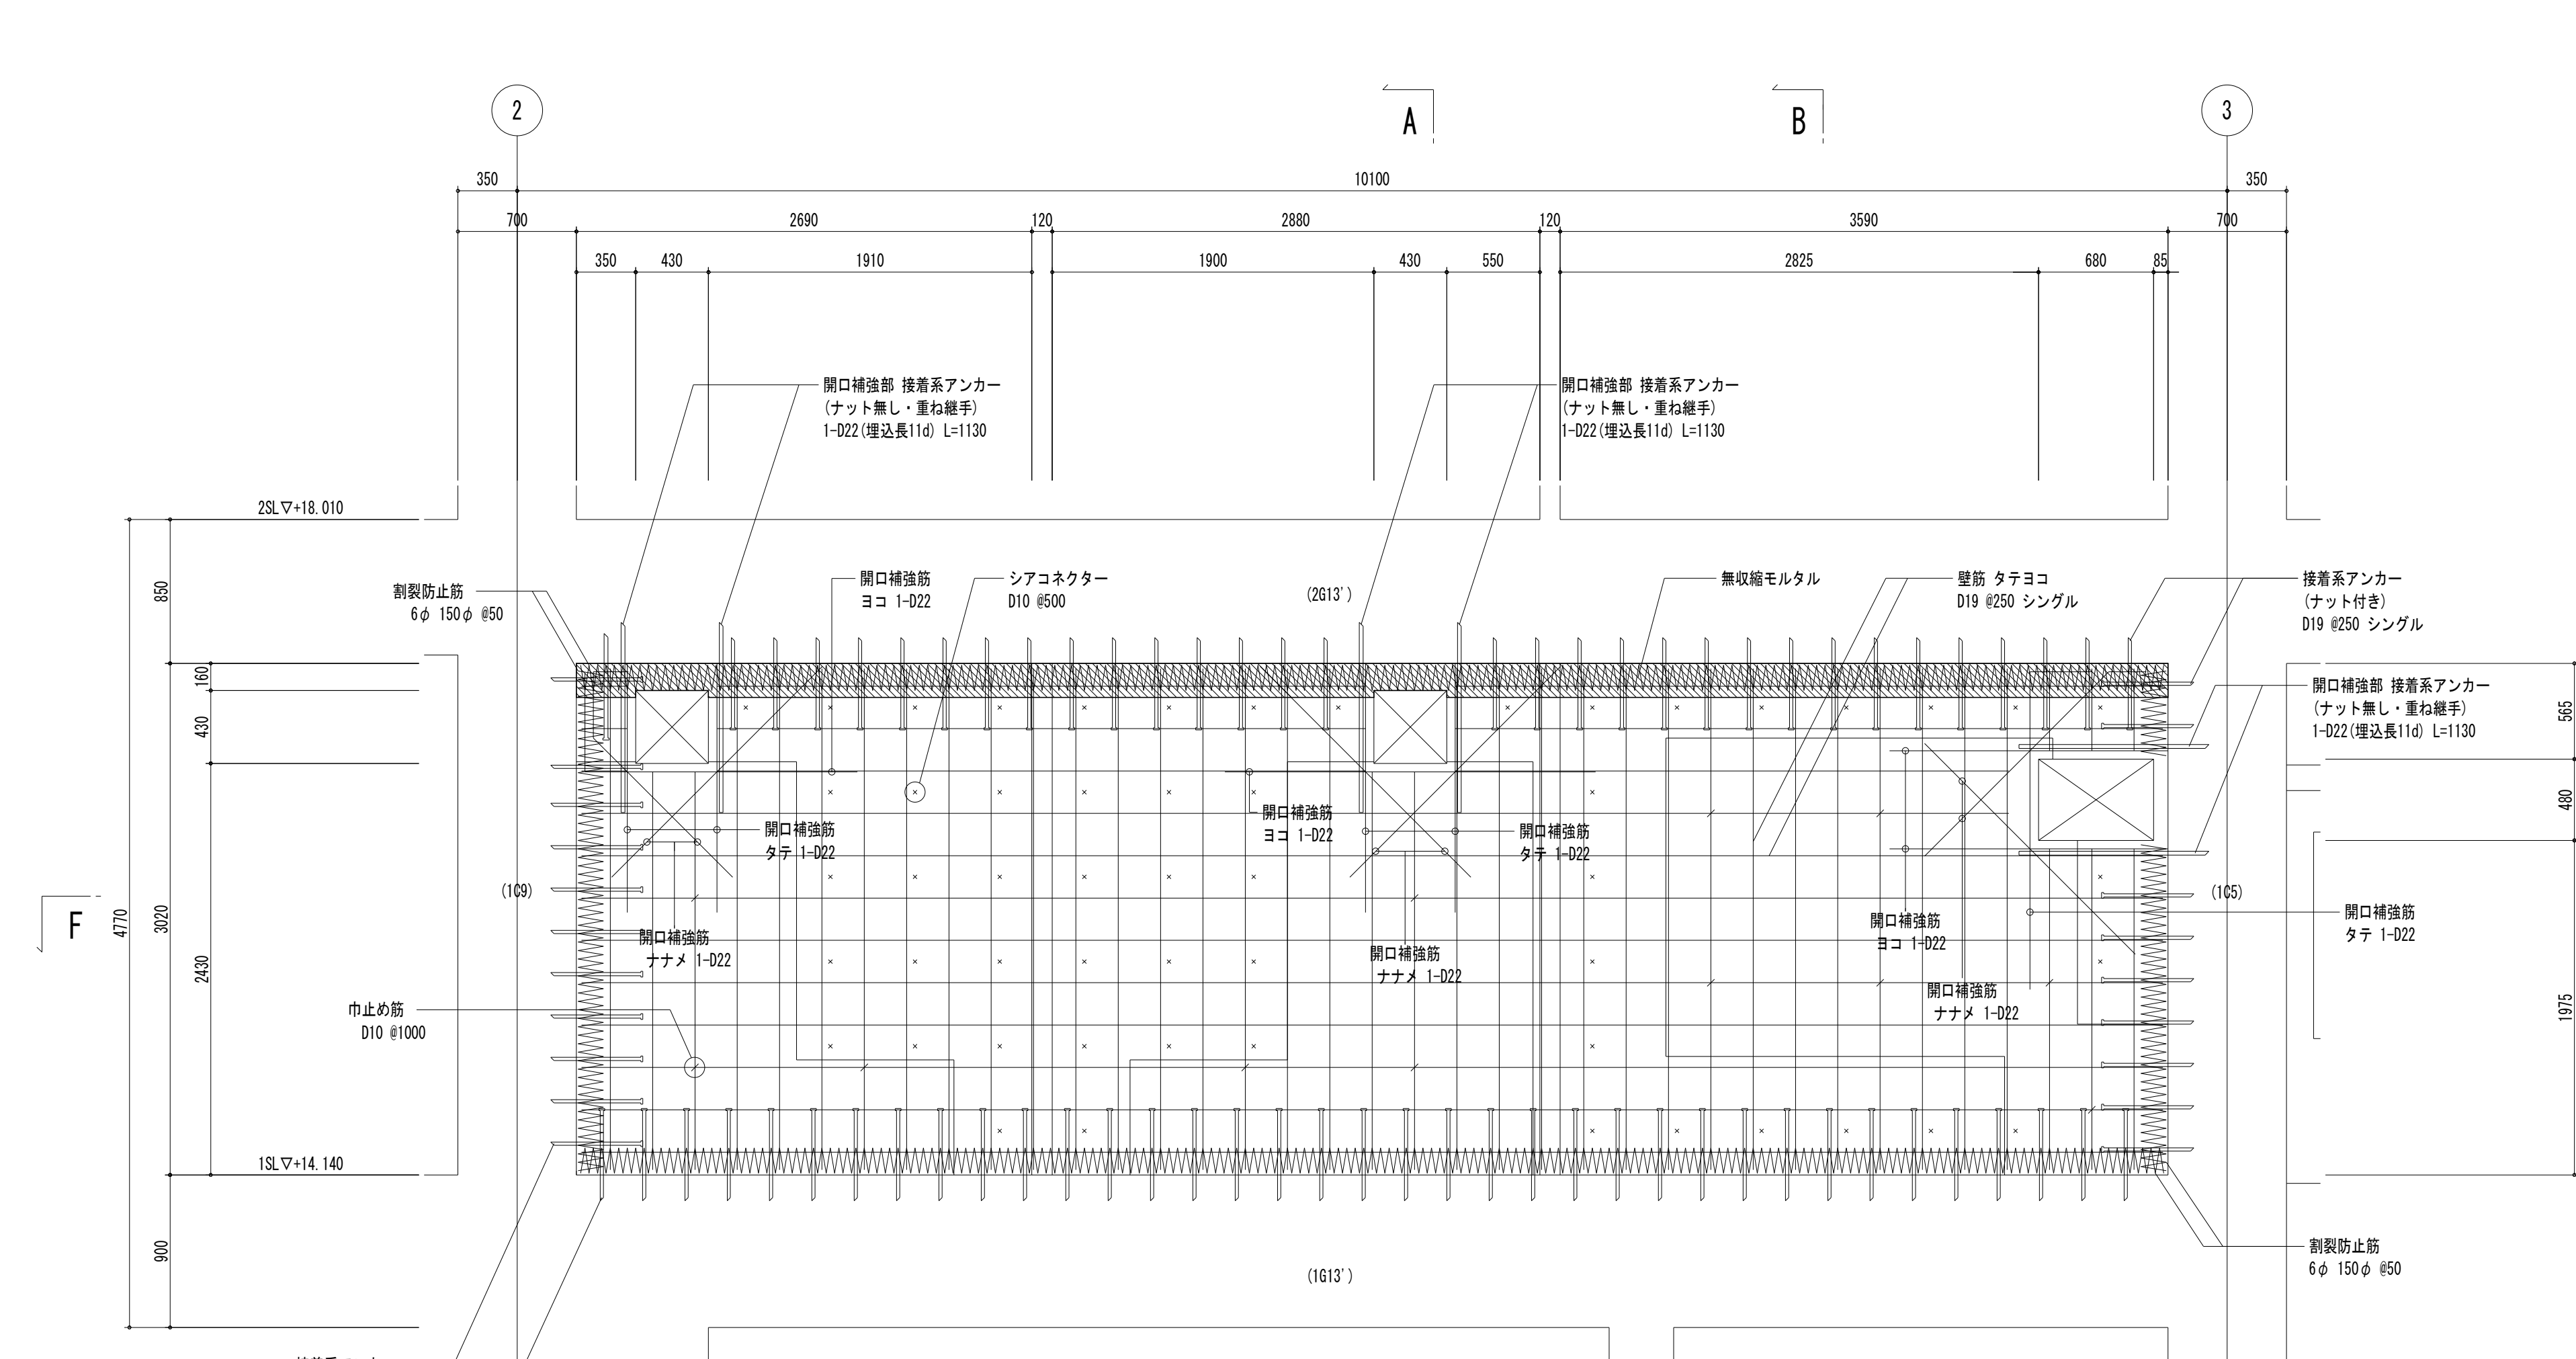 2
A
B
3
350
10100
350
700
2690
120
2880
120
3590
700
350
430
1910
1900
430
550
2825
680
85
開口補強部 接着系アンカー
(ナット無し・重ね継手)
1-D22(埋込長11d) L=1130
開口補強部 接着系アンカー
(ナット無し・重ね継手)
1-D22(埋込長11d) L=1130
2SL▽+18.010
割裂防止筋
6φ 150φ @50
開口補強筋
ヨコ 1-D22
シアコネクター
D10 @500
(2G13')
無収縮モルタル
壁筋 タテヨコ
D19 @250 シングル
接着系アンカー
(ナット付き)
D19 @250 シングル
開口補強部 接着系アンカー
(ナット無し・重ね継手)
1-D22(埋込長11d) L=1130
850
160
430
3020
2430
4770
900
565
480
1975
開口補強筋
タテ 1-D22
開口補強筋
ヨコ 1-D22
開口補強筋
タテ 1-D22
(1C9)
(1C5)
F
開口補強筋
ナナメ 1-D22
開口補強筋
ナナメ 1-D22
開口補強筋
ヨコ 1-D22
開口補強筋
タテ 1-D22
開口補強筋
ナナメ 1-D22
巾止め筋
D10 @1000
1SL▽+14.140
割裂防止筋
6φ 150φ @50
(1G13')